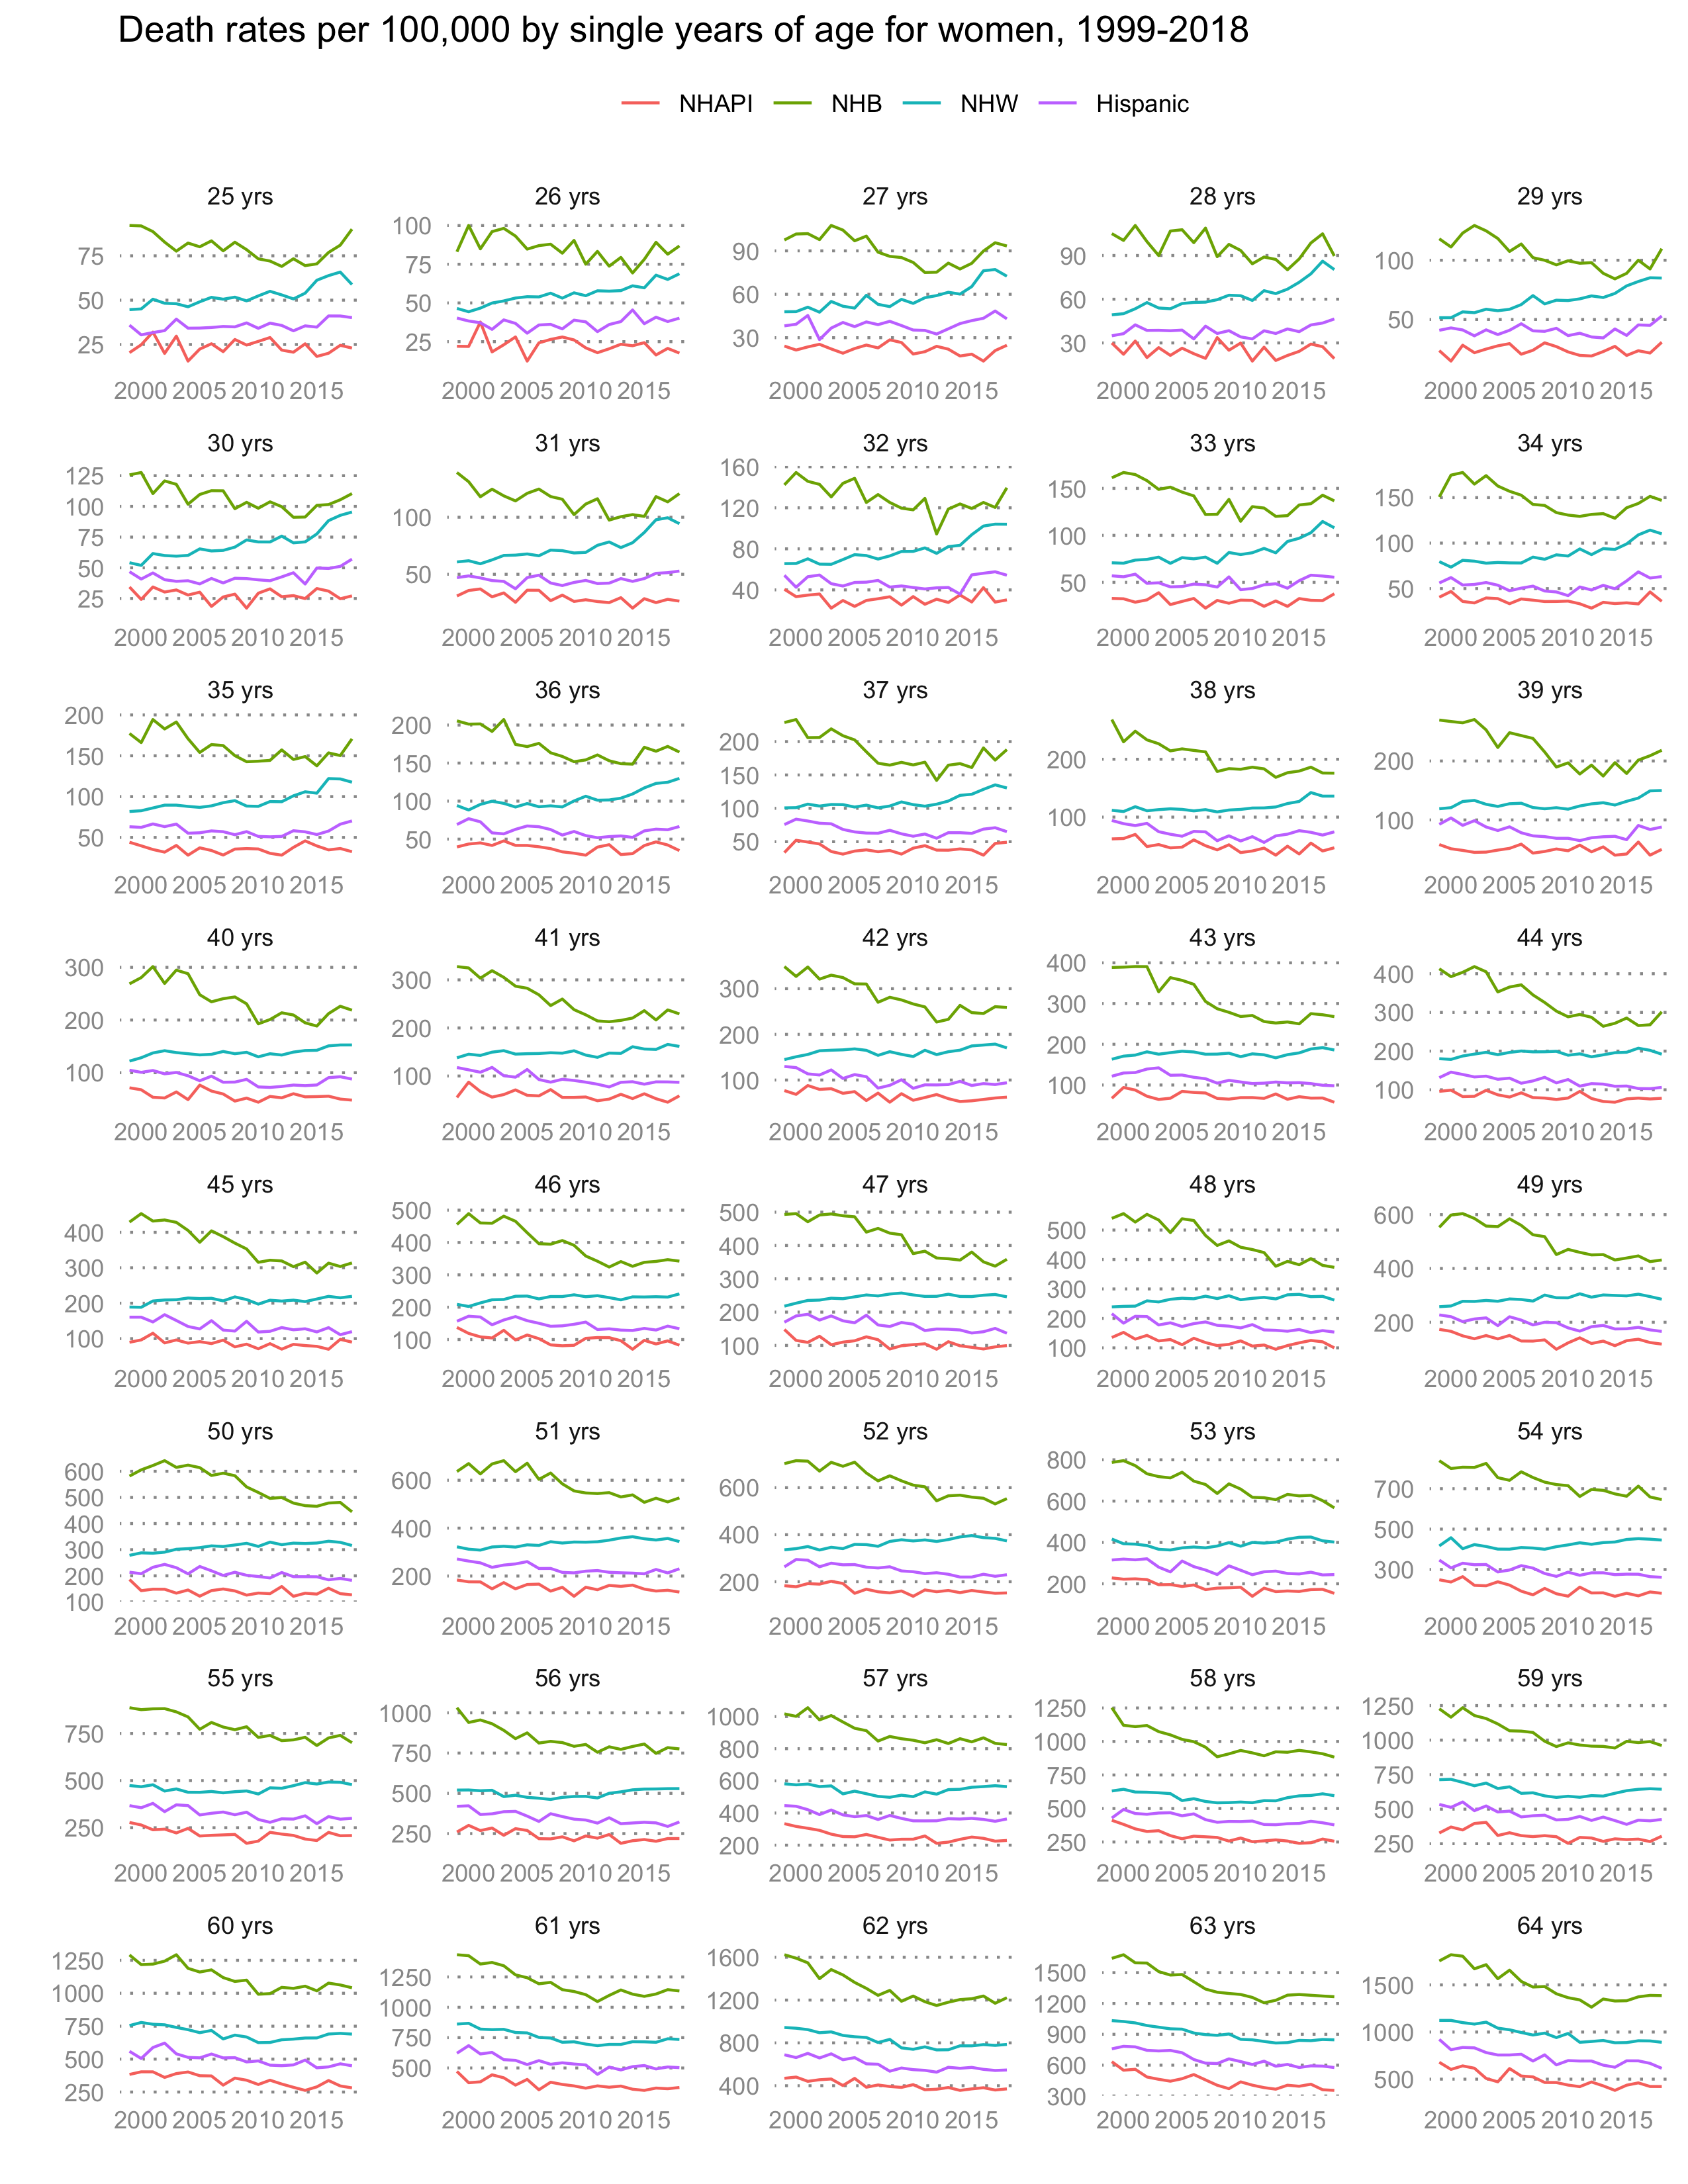 Death rates per 100,000 by single years of age for women, 1999-2018
NHAPI NHB NHW Hispanic
25 yrs 26 yrs 27 yrs 28 yrs 29 yrs
75 50 25
100 75 50 25
90 60 30
90 60 30
100 50
2000 2005 2010 2015 2000 2005 2010 2015 2000 2005 2010 2015 2000 2005 2010 2015 2000 2005 2010 2015
30 yrs 31 yrs 32 yrs 33 yrs 34 yrs
125 100 75 50 25
100 50
160 120 80 40
150 100 50
150 100 50
2000 2005 2010 2015 2000 2005 2010 2015 2000 2005 2010 2015 2000 2005 2010 2015 2000 2005 2010 2015
35 yrs 36 yrs 37 yrs 38 yrs 39 yrs
200 150 100 50
200 150 100 50
200 150 100 50
200 100
200 100
2000 2005 2010 2015 2000 2005 2010 2015 2000 2005 2010 2015 2000 2005 2010 2015 2000 2005 2010 2015
40 yrs 41 yrs 42 yrs 43 yrs 44 yrs
300 200 100
300 200 100
300 200 100
400 300 200 100
400 300 200 100
2000 2005 2010 2015 2000 2005 2010 2015 2000 2005 2010 2015 2000 2005 2010 2015 2000 2005 2010 2015
45 yrs 46 yrs 47 yrs 48 yrs 49 yrs
400 300 200 100
500 400 300 200 100
500 400 300 200 100
500 400 300 200 100
600 400 200
2000 2005 2010 2015 2000 2005 2010 2015 2000 2005 2010 2015 2000 2005 2010 2015 2000 2005 2010 2015
50 yrs 51 yrs 52 yrs 53 yrs 54 yrs
600 500 400 300 200 100
600 400 200
600 400 200
800 600 400 200
700 500 300
2000 2005 2010 2015 2000 2005 2010 2015 2000 2005 2010 2015 2000 2005 2010 2015 2000 2005 2010 2015
55 yrs 56 yrs 57 yrs 58 yrs 59 yrs
750 500 250
1000 750 500 250
1000 800 600 400 200
1250 1000 750 500 250
1250 1000 750 500 250
2000 2005 2010 2015 2000 2005 2010 2015 2000 2005 2010 2015 2000 2005 2010 2015 2000 2005 2010 2015
60 yrs 61 yrs 62 yrs 63 yrs 64 yrs
1250 1000 750 500 250
1250 1000 750 500
1600 1200 800 400
1500 1200 900 600 300
1500 1000 500
2000 2005 2010 2015 2000 2005 2010 2015 2000 2005 2010 2015 2000 2005 2010 2015 2000 2005 2010 2015